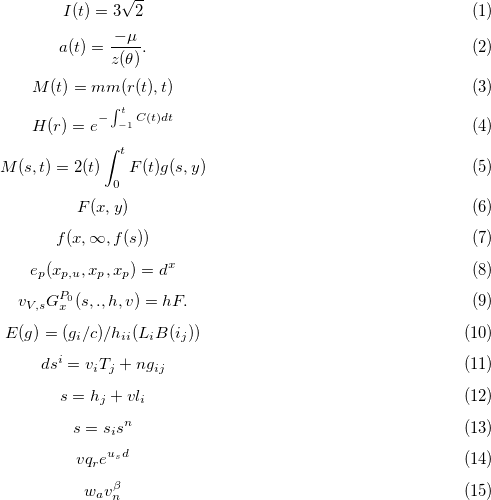 I(t) = 3√2 (1)
a(t) = −μ / z(θ). (2)
M(t) = mm(r(t), t) (3)
H(r) = e^{−∫_{−1}^{t} C(t)dt} (4)
M(s, t) = 2(t) ∫_0^t F(t)g(s, y) (5)
F(x, y) (6)
f(x, ∞, f(s)) (7)
e_p(x_{p,u}, x_p, x_p) = d^x (8)
v_{V,s}G_x^{P_0}(s, ., h, v) = hF. (9)
E(g) = (g_i/c)/h_{ii}(L_iB(i_j)) (10)
ds^i = v_iT_j + ng_{ij} (11)
s = h_j + vl_i (12)
s = s_is^n (13)
vq_re^{u_sd} (14)
w_av_n^β (15)